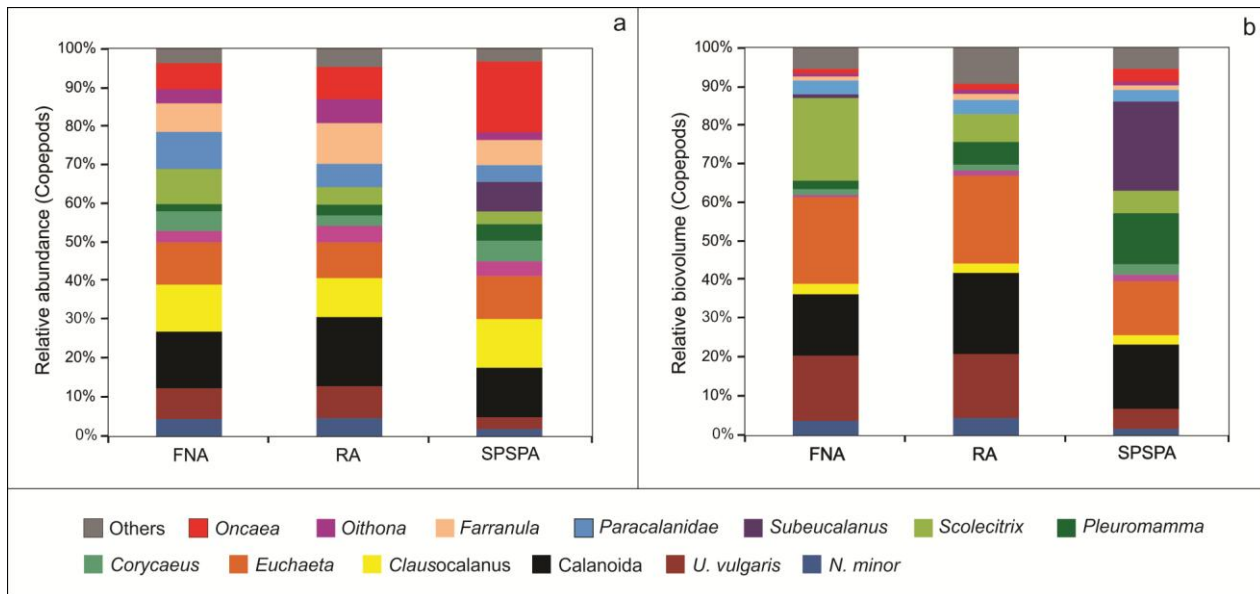 a
Relative abundance (Copepods)
100%
90%
80%
70%
60%
50%
40%
30%
20%
10%
0%
FNA RA SPSPA
b
Relative biovolume (Copepods)
100%
90%
80%
70%
60%
50%
40%
30%
20%
10%
0%
FNA RA SPSPA
Others Oncaea Oithona Farranula Paracalanidae Subeucalanus Scolecitrix Pleuromamma
Corycaeus Euchaeta Clausocalanus Calanoida U. vulgaris N. minor